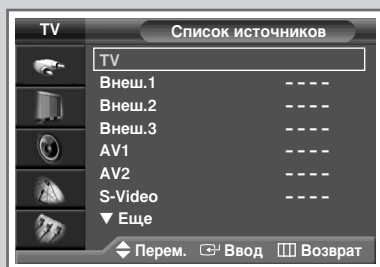 TV Список источников
TV
Внеш.1 - - - -
Внеш.2 - - - -
Внеш.3 - - - -
AV1 - - - -
AV2 - - - -
S-Video - - - -
▼ Еще
Перем. Ввод Возврат